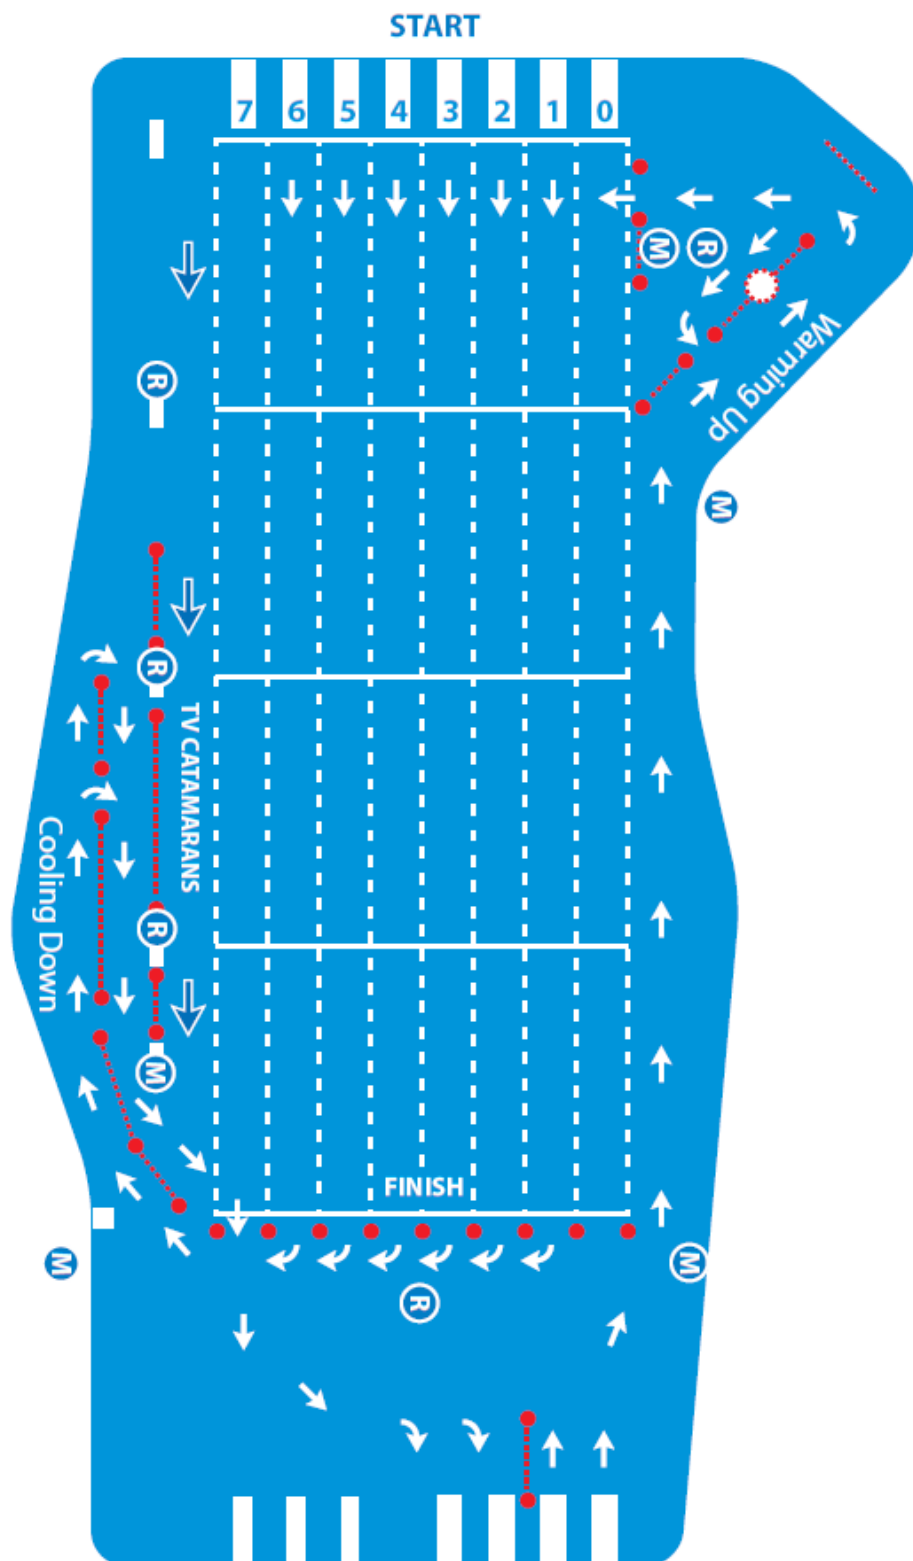 START
7 6 5 4 3 2 1 0
M R
Warming Up
R
M
R
TV CATAMARANS
Cooling Down
R
M
FINISH
M
M
R